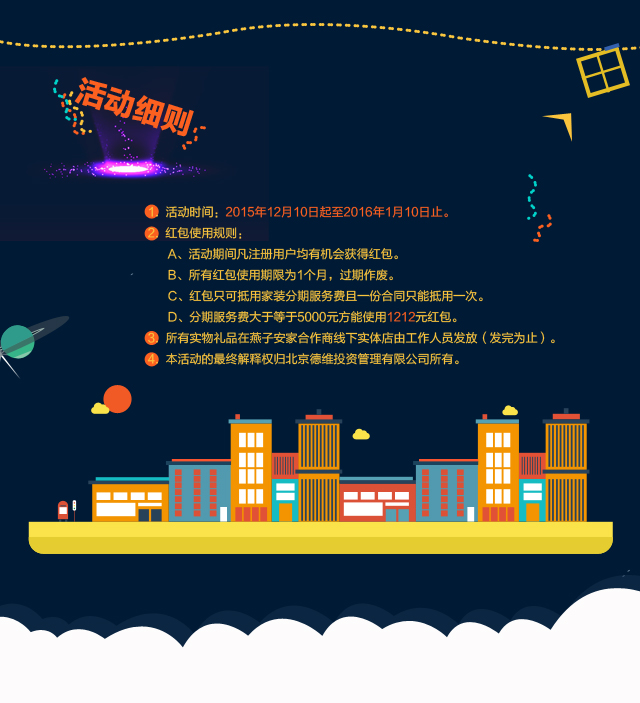 活动细则
1. 活动时间：2015年12月10日起至2016年1月10日止。
2. 红包使用规则：
A、活动期间凡注册用户均有机会获得红包。
B、所有红包使用期限为1个月，过期作废。
C、红包只可抵用家装分期服务费且一份合同只能抵用一次。
D、分期服务费大于等于5000元方能使用1212元红包。
3. 所有实物礼品在燕子安家合作商线下实体店由工作人员发放（发完为止）。
4. 本活动的最终解释权归北京德维投资管理有限公司所有。